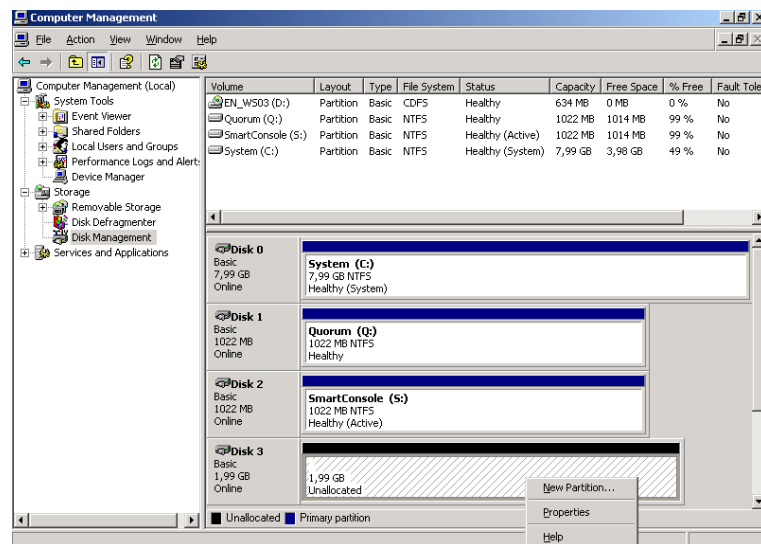 Computer Management
File Action View Window Help
Computer Management (Local)
System Tools
Event Viewer
Shared Folders
Local Users and Groups
Performance Logs and Alert
Device Manager
Storage
Removable Storage
Disk Defragmenter
Disk Management
Services and Applications
Volume Layout Type File System Status Capacity Free Space % Free Fault Tole
EN_WS03 (D:) Partition Basic CDFS Healthy 634 MB 0 MB 0 % No
Quorum (Q:) Partition Basic NTFS Healthy 1022 MB 1014 MB 99 % No
SmartConsole (S:) Partition Basic NTFS Healthy (Active) 1022 MB 1014 MB 99 % No
System (C:) Partition Basic NTFS Healthy (System) 7,99 GB 3,98 GB 49 % No
Disk 0
Basic
7,99 GB
Online
System (C:)
7,99 GB NTFS
Healthy (System)
Disk 1
Basic
1022 MB
Online
Quorum (Q:)
1022 MB NTFS
Healthy
Disk 2
Basic
1022 MB
Online
SmartConsole (S:)
1022 MB NTFS
Healthy (Active)
Disk 3
Basic
1,99 GB
Online
1,99 GB
Unallocated
New Partition...
Properties
Help
Unallocated Primary partition